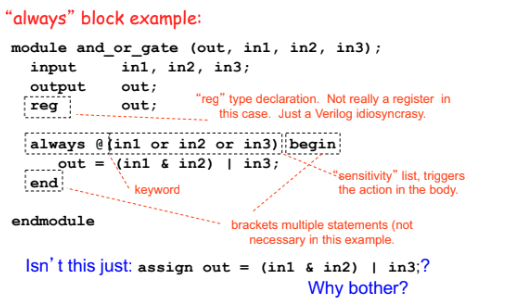 “always” block example:
module and_or_gate (out, in1, in2, in3);
input in1, in2, in3;
output out;
reg out;
“reg” type declaration. Not really a register in
this case. Just a Verilog idiosyncrasy.
always @(in1 or in2 or in3) begin
out = (in1 & in2) | in3;
end
keyword
“sensitivity” list, triggers
the action in the body.
endmodule
brackets multiple statements (not
necessary in this example.
Isn’t this just: assign out = (in1 & in2) | in3;?
Why bother?